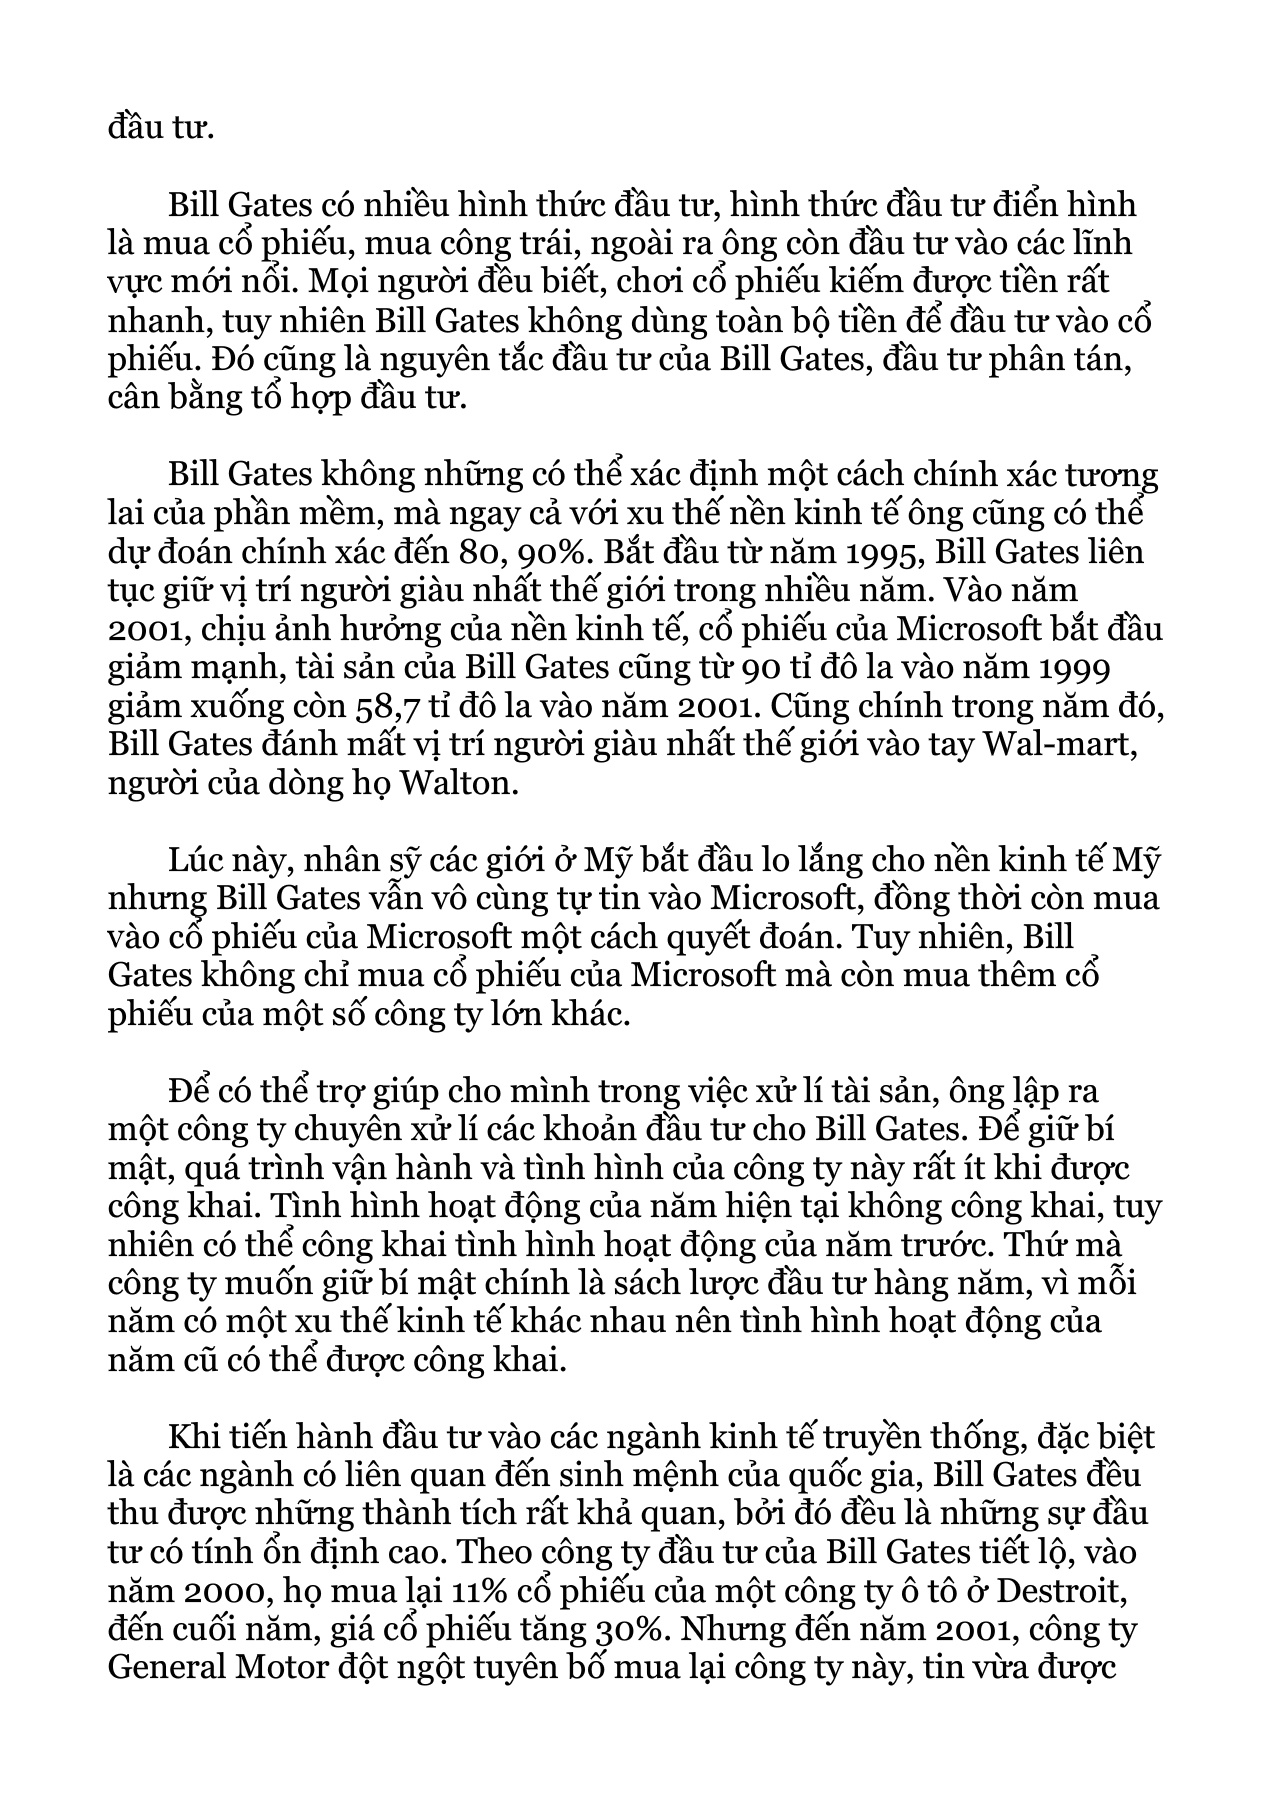 đầu tư.
Bill Gates có nhiều hình thức đầu tư, hình thức đầu tư điển hình
là mua cổ phiếu, mua công trái, ngoài ra ông còn đầu tư vào các lĩnh
vực mới nổi. Mọi người đều biết, chơi cổ phiếu kiếm được tiền rất
nhanh, tuy nhiên Bill Gates không dùng toàn bộ tiền để đầu tư vào cổ
phiếu. Đó cũng là nguyên tắc đầu tư của Bill Gates, đầu tư phân tán,
cân bằng tổ hợp đầu tư.
Bill Gates không những có thể xác định một cách chính xác tương
lai của phần mềm, mà ngay cả với xu thế nền kinh tế ông cũng có thể
dự đoán chính xác đến 80, 90%. Bắt đầu từ năm 1995, Bill Gates liên
tục giữ vị trí người giàu nhất thế giới trong nhiều năm. Vào năm
2001, chịu ảnh hưởng của nền kinh tế, cổ phiếu của Microsoft bắt đầu
giảm mạnh, tài sản của Bill Gates cũng từ 90 tỉ đô la vào năm 1999
giảm xuống còn 58,7 tỉ đô la vào năm 2001. Cũng chính trong năm đó,
Bill Gates đánh mất vị trí người giàu nhất thế giới vào tay Wal-mart,
người của dòng họ Walton.
Lúc này, nhân sỹ các giới ở Mỹ bắt đầu lo lắng cho nền kinh tế Mỹ
nhưng Bill Gates vẫn vô cùng tự tin vào Microsoft, đồng thời còn mua
vào cổ phiếu của Microsoft một cách quyết đoán. Tuy nhiên, Bill
Gates không chỉ mua cổ phiếu của Microsoft mà còn mua thêm cổ
phiếu của một số công ty lớn khác.
Để có thể trợ giúp cho mình trong việc xử lí tài sản, ông lập ra
một công ty chuyên xử lí các khoản đầu tư cho Bill Gates. Để giữ bí
mật, quá trình vận hành và tình hình của công ty này rất ít khi được
công khai. Tình hình hoạt động của năm hiện tại không công khai, tuy
nhiên có thể công khai tình hình hoạt động của năm trước. Thứ mà
công ty muốn giữ bí mật chính là sách lược đầu tư hàng năm, vì mỗi
năm có một xu thế kinh tế khác nhau nên tình hình hoạt động của
năm cũ có thể được công khai.
Khi tiến hành đầu tư vào các ngành kinh tế truyền thống, đặc biệt
là các ngành có liên quan đến sinh mệnh của quốc gia, Bill Gates đều
thu được những thành tích rất khả quan, bởi đó đều là những sự đầu
tư có tính ổn định cao. Theo công ty đầu tư của Bill Gates tiết lộ, vào
năm 2000, họ mua lại 11% cổ phiếu của một công ty ô tô ở Destroit,
đến cuối năm, giá cổ phiếu tăng 30%. Nhưng đến năm 2001, công ty
General Motor đột ngột tuyên bố mua lại công ty này, tin vừa được